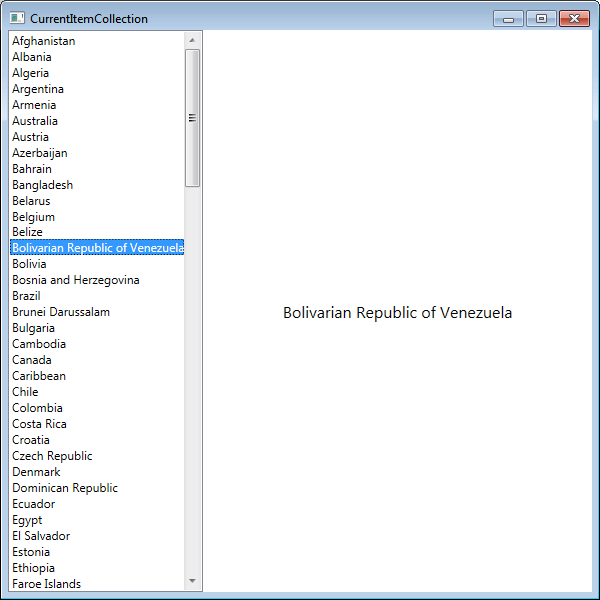 CurrentItemCollection
Afghanistan
Albania
Algeria
Argentina
Armenia
Australia
Austria
Azerbaijan
Bahrain
Bangladesh
Belarus
Belgium
Belize
Bolivarian Republic of Venezuela
Bolivia
Bosnia and Herzegovina
Brazil
Brunei Darussalam
Bulgaria
Cambodia
Canada
Caribbean
Chile
Colombia
Costa Rica
Croatia
Czech Republic
Denmark
Dominican Republic
Ecuador
Egypt
El Salvador
Estonia
Ethiopia
Faroe Islands
Bolivarian Republic of Venezuela